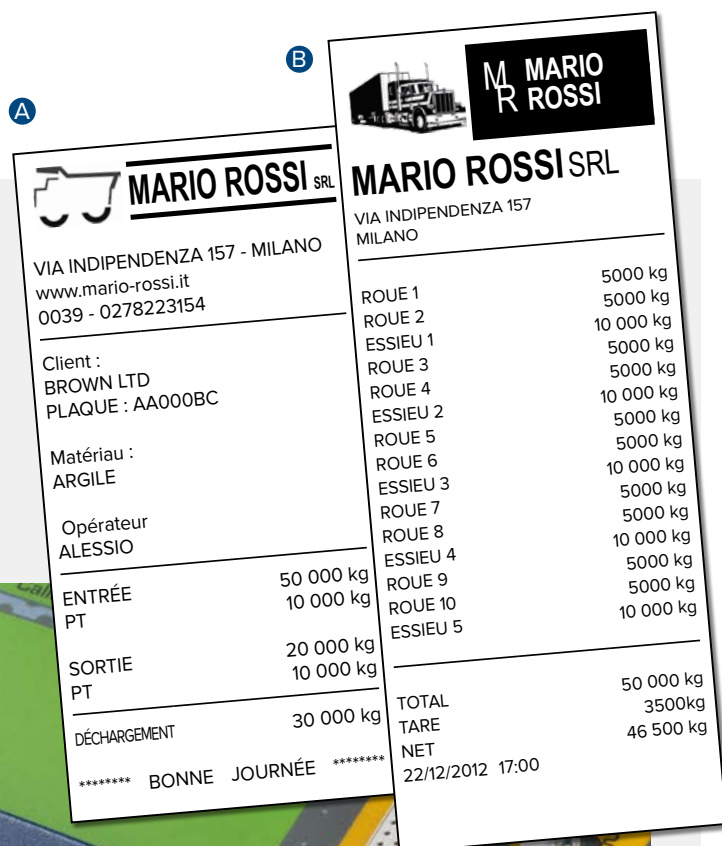 A
MARIO ROSSI SRL
VIA INDIPENDENZA 157 - MILANO
www.mario-rossi.it
0039 - 0278223154
Client :
BROWN LTD
PLAQUE : AA000BC
Matériau :
ARGILE
Opérateur
ALESSIO
ENTRÉE 50 000 kg
PT 10 000 kg
SORTIE 20 000 kg
PT 10 000 kg
DÉCHARGEMENT 30 000 kg
******** BONNE JOURNÉE ********
B
MR MARIO ROSSI
MARIO ROSSI SRL
VIA INDIPENDENZA 157
MILANO
ROUE 1 5000 kg
ROUE 2 5000 kg
ESSIEU 1 10 000 kg
ROUE 3 5000 kg
ROUE 4 5000 kg
ESSIEU 2 10 000 kg
ROUE 5 5000 kg
ROUE 6 5000 kg
ESSIEU 3 10 000 kg
ROUE 7 5000 kg
ROUE 8 5000 kg
ESSIEU 4 10 000 kg
ROUE 9 5000 kg
ROUE 10 5000 kg
ESSIEU 5 10 000 kg
TOTAL 50 000 kg
TARE 3500kg
NET 46 500 kg
22/12/2012 17:00